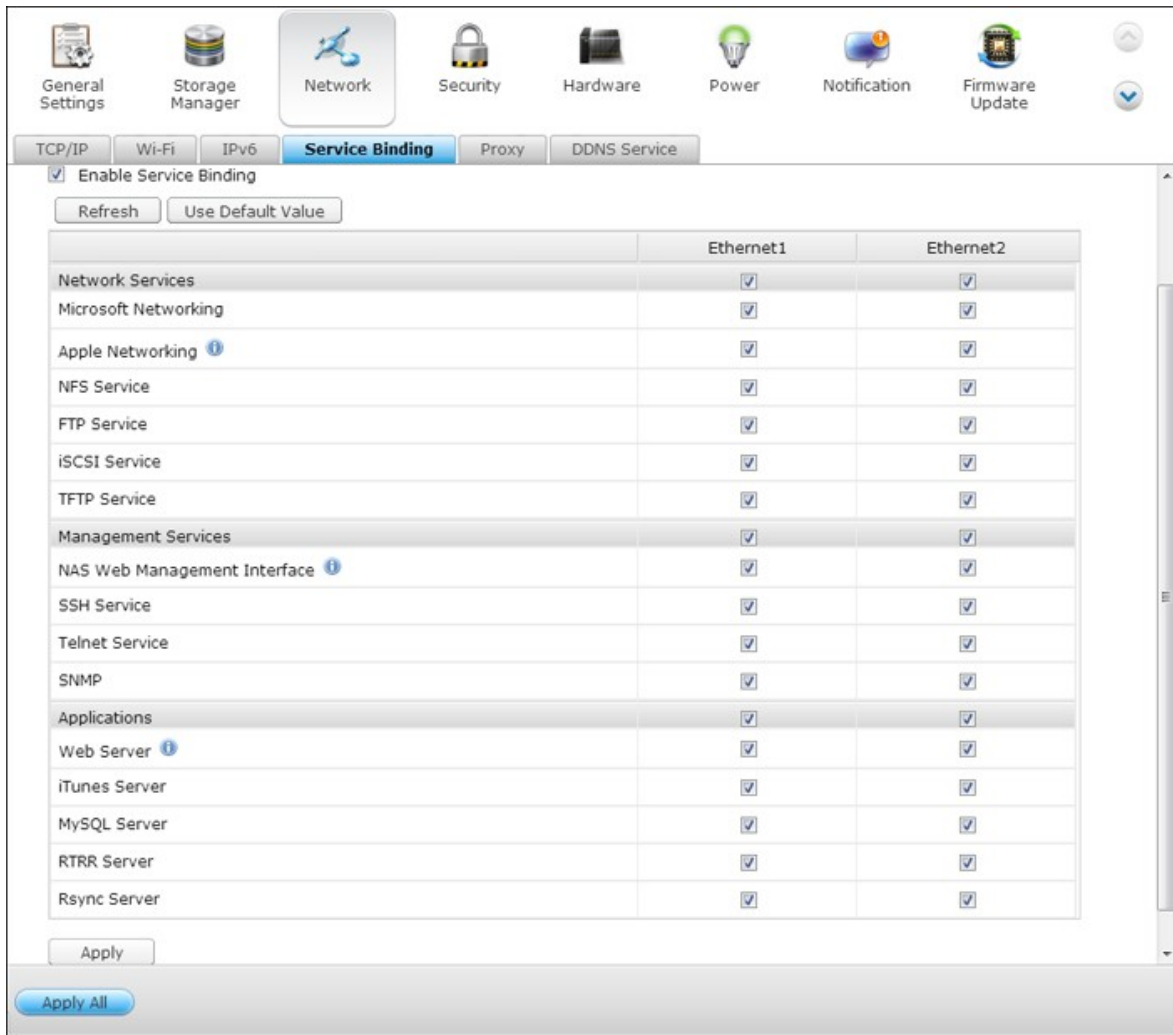 General Settings
Storage Manager
Network
Security
Hardware
Power
Notification
Firmware Update
TCP/IP
Wi-Fi
IPv6
Service Binding
Proxy
DDNS Service
Enable Service Binding
Refresh
Use Default Value
Ethernet1
Ethernet2
Network Services
Microsoft Networking
Apple Networking
NFS Service
FTP Service
iSCSI Service
TFTP Service
Management Services
NAS Web Management Interface
SSH Service
Telnet Service
SNMP
Applications
Web Server
iTunes Server
MySQL Server
RTRR Server
Rsync Server
Apply
Apply All